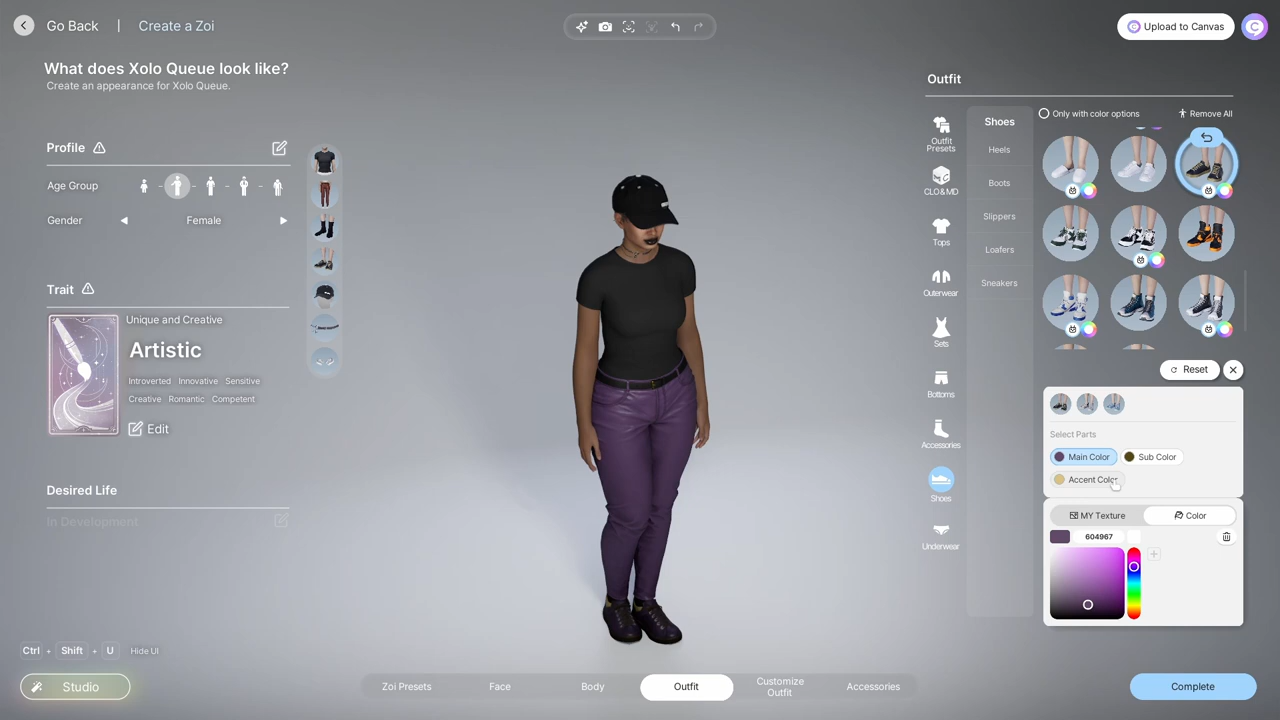 Go Back | Create a Zoi
Upload to Canvas
What does Xolo Queue look like?
Create an appearance for Xolo Queue.
Profile
Age Group
Gender
Female
Trait
Unique and Creative
Artistic
Introverted Innovative Sensitive
Creative Romantic Competent
Edit
Desired Life
In Development
Ctrl + Shift + U Hide UI
Studio
Zoi Presets
Face
Body
Outfit
Customize
Outfit
Accessories
Complete
Outfit
Outfit
Presets
CLO&MD
Tops
Outerwear
Sets
Bottoms
Accessories
Shoes
Underwear
Shoes
Heels
Boots
Slippers
Loafers
Sneakers
Only with color options
Remove All
Reset
Select Parts
Main Color
Sub Color
Accent Color
MY Texture
Color
604967